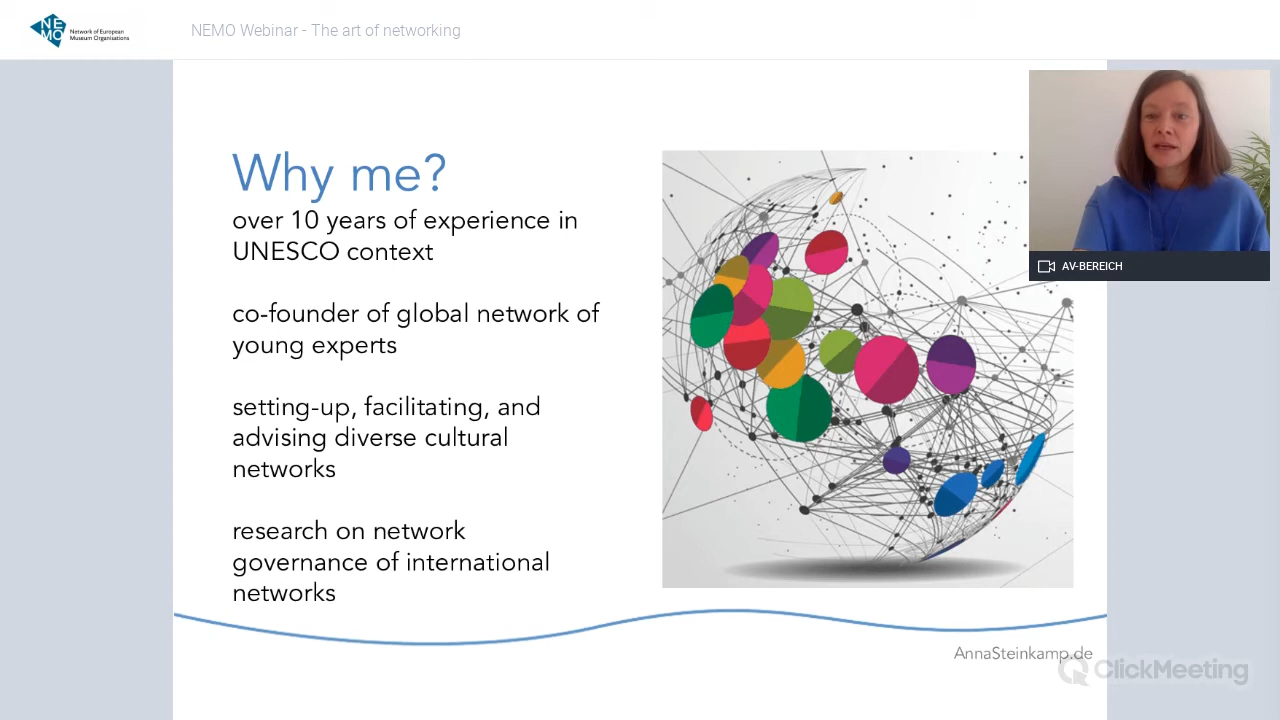 NE
MO
Network of European
Museum Organisations
NEMO Webinar - The art of networking
Why me?
over 10 years of experience in
UNESCO context
co-founder of global network of
young experts
setting-up, facilitating, and
advising diverse cultural
networks
research on network
governance of international
networks
AV-BEREICH
AnnaSteinkamp.de
ClickMeeting